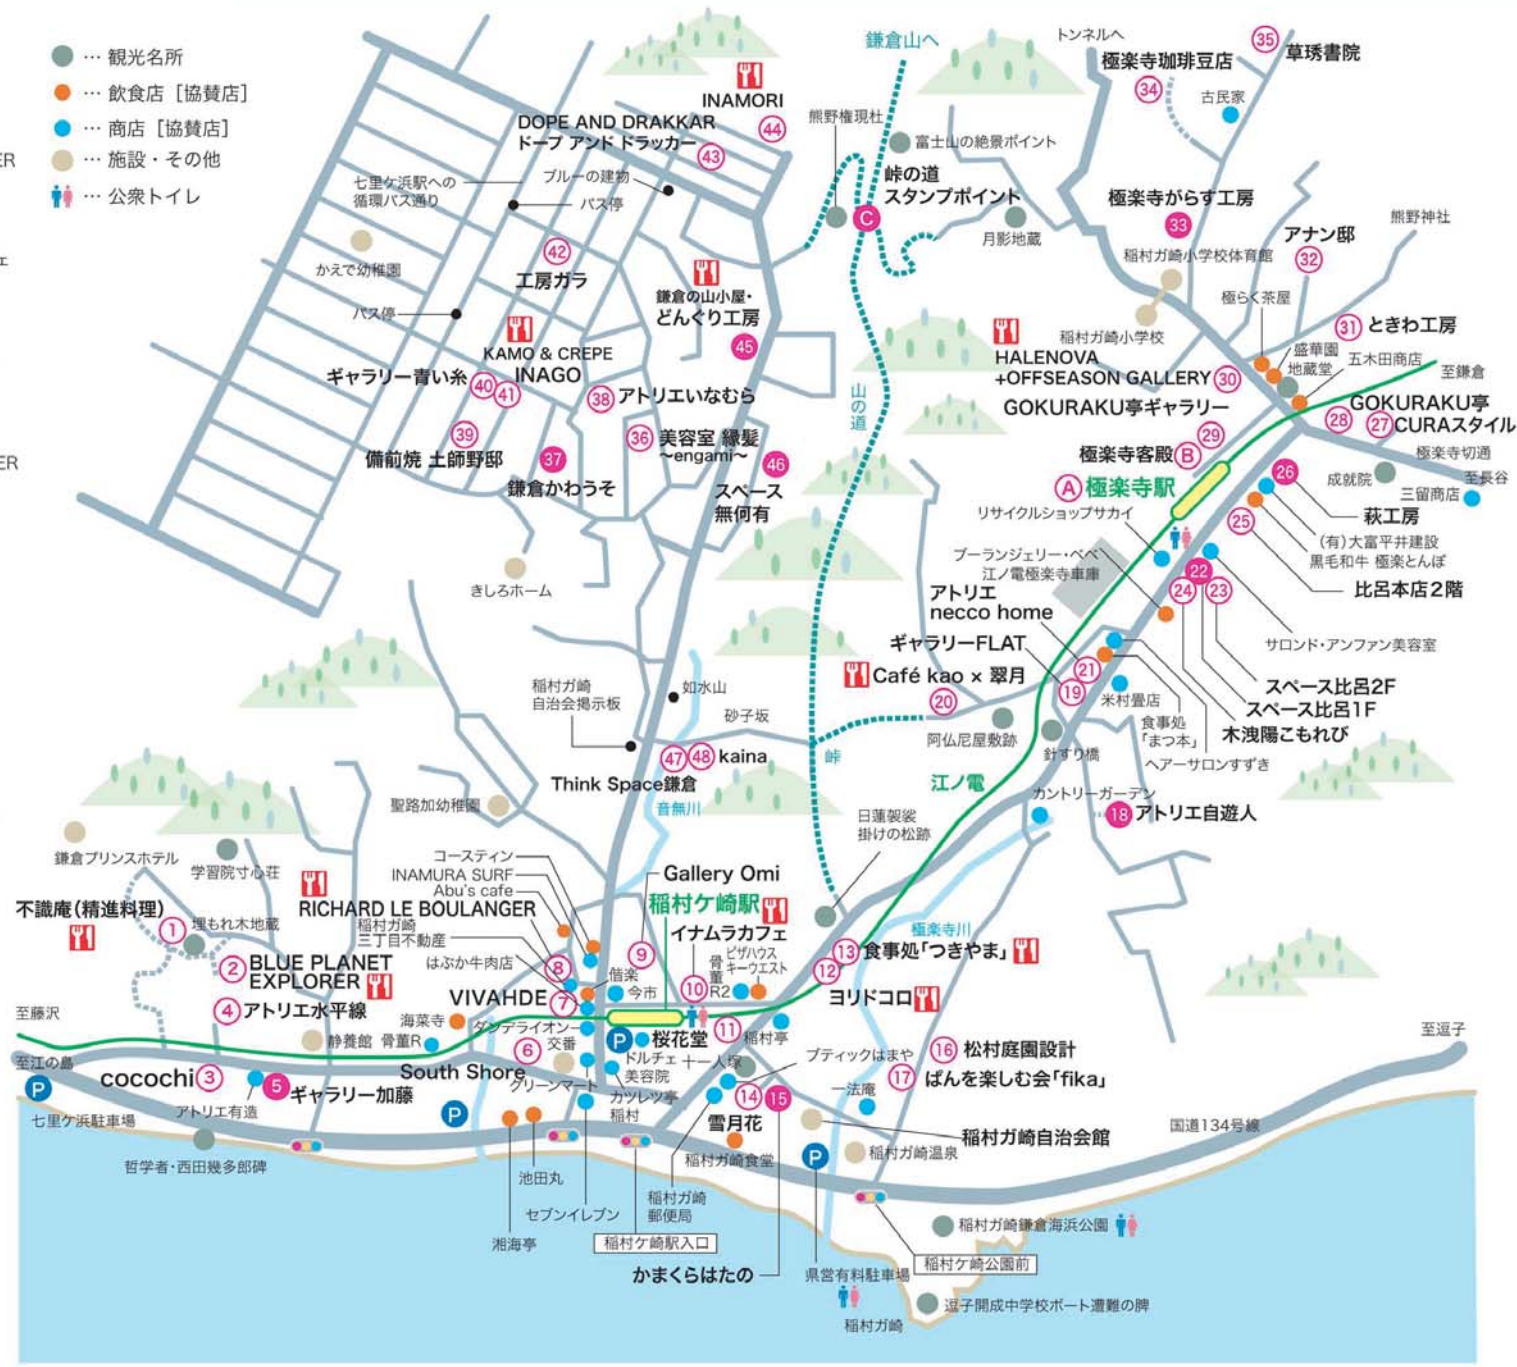 … 観光名所
… 飲食店［協賛店］
… 商店［協賛店］
… 施設・その他
… 公衆トイレ
ER
ェ
ER
INAMORI
44
DOPE AND DRAKKAR
ドープ アンド ドラッカー
43
七里ケ浜駅への
循環バス通り
ブルーの建物
バス停
かえで幼稚園
42
工房ガラ
バス停
鎌倉の山小屋・
どんぐり工房
45
KAMO & CREPE
INAGO
41
ギャラリー青い糸
40
38
アトリエいなむら
39
備前焼 土師野邸
37
鎌倉かわうそ
36
美容室 縁髪
〜engami〜
46
スペース
無何有
きしろホーム
鎌倉山へ
熊野権現社
富士山の絶景ポイント
峠の道
スタンプポイント
C
月影地蔵
山の道
トンネルへ
極楽寺珈琲豆店
34
古民家
35
草琇書院
極楽寺がらす工房
33
稲村ガ崎小学校体育館
稲村ガ崎小学校
アナン邸
32
熊野神社
極らく茶屋
31
ときわ工房
盛華園
地蔵堂
五木田商店
至鎌倉
HALENOVA
+OFFSEASON GALLERY
30
GOKURAKU亭ギャラリー
29
GOKURAKU亭
28
27
CURAスタイル
極楽寺客殿
B
A
極楽寺駅
極楽寺切通
成就院
至長谷
三留商店
リサイクルショップサカイ
26
萩工房
25
(有)大富平井建設
黒毛和牛 極楽とんぼ
比呂本店2階
ブーランジェリー・べべ
江ノ電極楽寺車庫
22
24
23
サロンド・アンファン美容室
スペース比呂2F
スペース比呂1F
木洩陽こもれび
アトリエ
necco home
21
ギャラリーFLAT
19
Café kao × 翠月
20
米村畳店
食事処
「まつ本」
ヘアーサロンすずき
阿仏尼屋敷跡
針すり橋
江ノ電
カントリーガーデン
18
アトリエ自遊人
稲村ガ崎
自治会掲示板
如水山
砂子坂
47
48
kaina
Think Space鎌倉
音無川
峠
日蓮袈裟
掛けの松跡
聖路加幼稚園
鎌倉プリンスホテル
学習院寸心荘
不識庵（精進料理）
1
埋もれ木地蔵
2
BLUE PLANET
EXPLORER
4
アトリエ水平線
コースティン
INAMURA SURF
Abu's cafe
RICHARD LE BOULANGER
稲村ガ崎
三丁目不動産
はぶか牛肉店
8
VIVAHDE
7
Gallery Omi
9
稲村ケ崎駅
イナムラカフェ
10
偕楽
今市
骨董
R2
ピザハウス
キーウエスト
極楽寺川
13
食事処「つきやま」
12
ヨリドコロ
至藤沢
静養館
骨董R
海菜寺
ダンデライオン
交番
6
South Shore
グリーンマート
P
桜花堂
11
稲村亭
ドルチェ
美容院
十一人塚
カツレツ亭
稲村
ブティックはまや
16
松村庭園設計
17
ぱんを楽しむ会「fika」
至逗子
至江の島
P
cocochi
3
5
ギャラリー加藤
アトリエ有造
七里ケ浜駐車場
哲学者・西田幾多郎碑
P
14
15
雪月花
稲村ガ崎食堂
一法庵
稲村ガ崎自治会館
稲村ガ崎温泉
P
国道134号線
池田丸
湘海亭
セブンイレブン
稲村ガ崎
郵便局
稲村ケ崎駅入口
かまくらはたの
県営有料駐車場
稲村ガ崎
稲村ガ崎鎌倉海浜公園
稲村ケ崎公園前
逗子開成中学校ボート遭難の脾